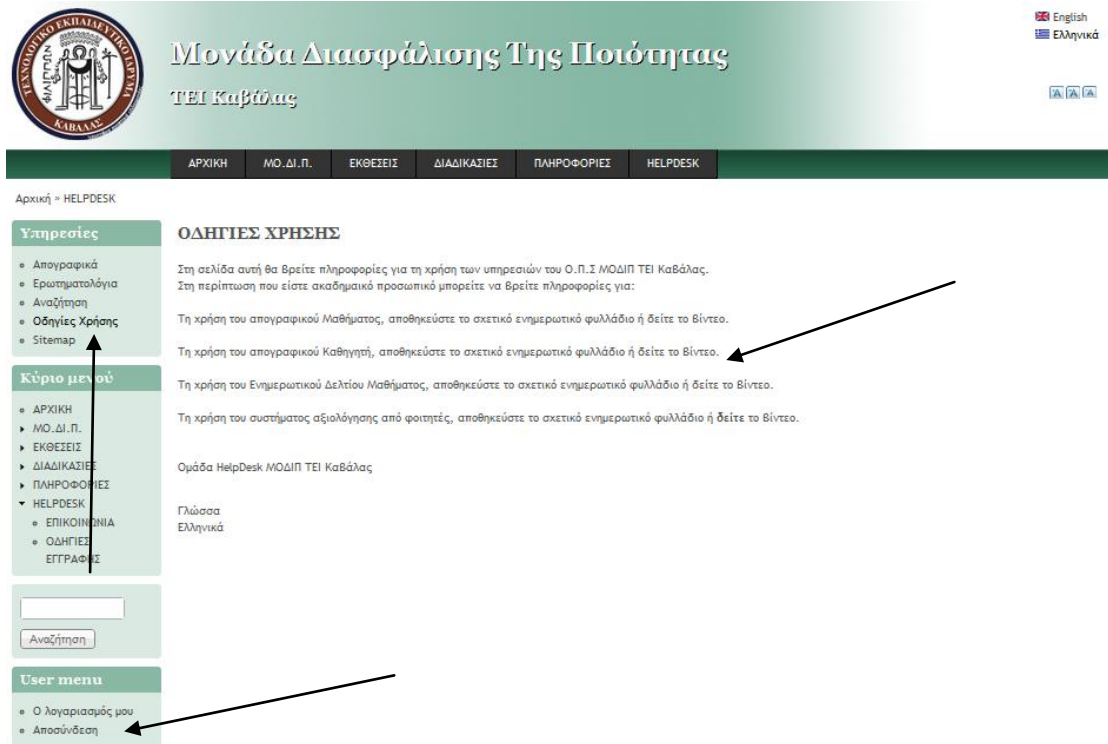 ΤΕΧΝΟΛΟΓΙΚΟ ΕΚΠΑΙΔΕΥΤΙΚΟ ΙΔΡΥΜΑ
ΚΑΒΑΛΑΣ
Μονάδα Διασφάλισης Της Ποιότητας
ΤΕΙ Καβάλας
English
Ελληνικά
A A A
ΑΡΧΙΚΗ ΜΟ.ΔΙ.Π. ΕΚΘΕΣΕΙΣ ΔΙΑΔΙΚΑΣΙΕΣ ΠΛΗΡΟΦΟΡΙΕΣ HELPDESK
Αρχική » HELPDESK
Υπηρεσίες
Απογραφικά
Ερωτηματολόγια
Αναζήτηση
Οδηγίες Χρήσης
Sitemap
Κύριο μενού
ΑΡΧΙΚΗ
ΜΟ.ΔΙ.Π.
ΕΚΘΕΣΕΙΣ
ΔΙΑΔΙΚΑΣΙΕΣ
ΠΛΗΡΟΦΟΡΙΕΣ
HELPDESK
ΕΠΙΚΟΙΝΩΝΙΑ
ΟΔΗΓΙΕΣ
ΕΓΓΡΑΦΗΣ
Αναζήτηση
User menu
Ο λογαριασμός μου
Αποσύνδεση
ΟΔΗΓΙΕΣ ΧΡΗΣΗΣ
Στη σελίδα αυτή θα βρείτε πληροφορίες για τη χρήση των υπηρεσιών του Ο.Π.Σ ΜΟΔΙΠ ΤΕΙ Καβάλας.
Στη περίπτωση που είστε ακαδημαικό προσωπικό μπορείτε να βρείτε πληροφορίες για:
Τη χρήση του απογραφικού Μαθήματος, αποθηκεύστε το σχετικό ενημερωτικό φυλλάδιο ή δείτε το βίντεο.
Τη χρήση του απογραφικού Καθηγητή, αποθηκεύστε το σχετικό ενημερωτικό φυλλάδιο ή δείτε το βίντεο.
Τη χρήση του Ενημερωτικού Δελτίου Μαθήματος, αποθηκεύστε το σχετικό ενημερωτικό φυλλάδιο ή δείτε το βίντεο.
Τη χρήση του συστήματος αξιολόγησης από φοιτητές, αποθηκεύστε το σχετικό ενημερωτικό φυλλάδιο ή δείτε το βίντεο.
Ομάδα HelpDesk ΜΟΔΙΠ ΤΕΙ Καβάλας
Γλώσσα
Ελληνικά